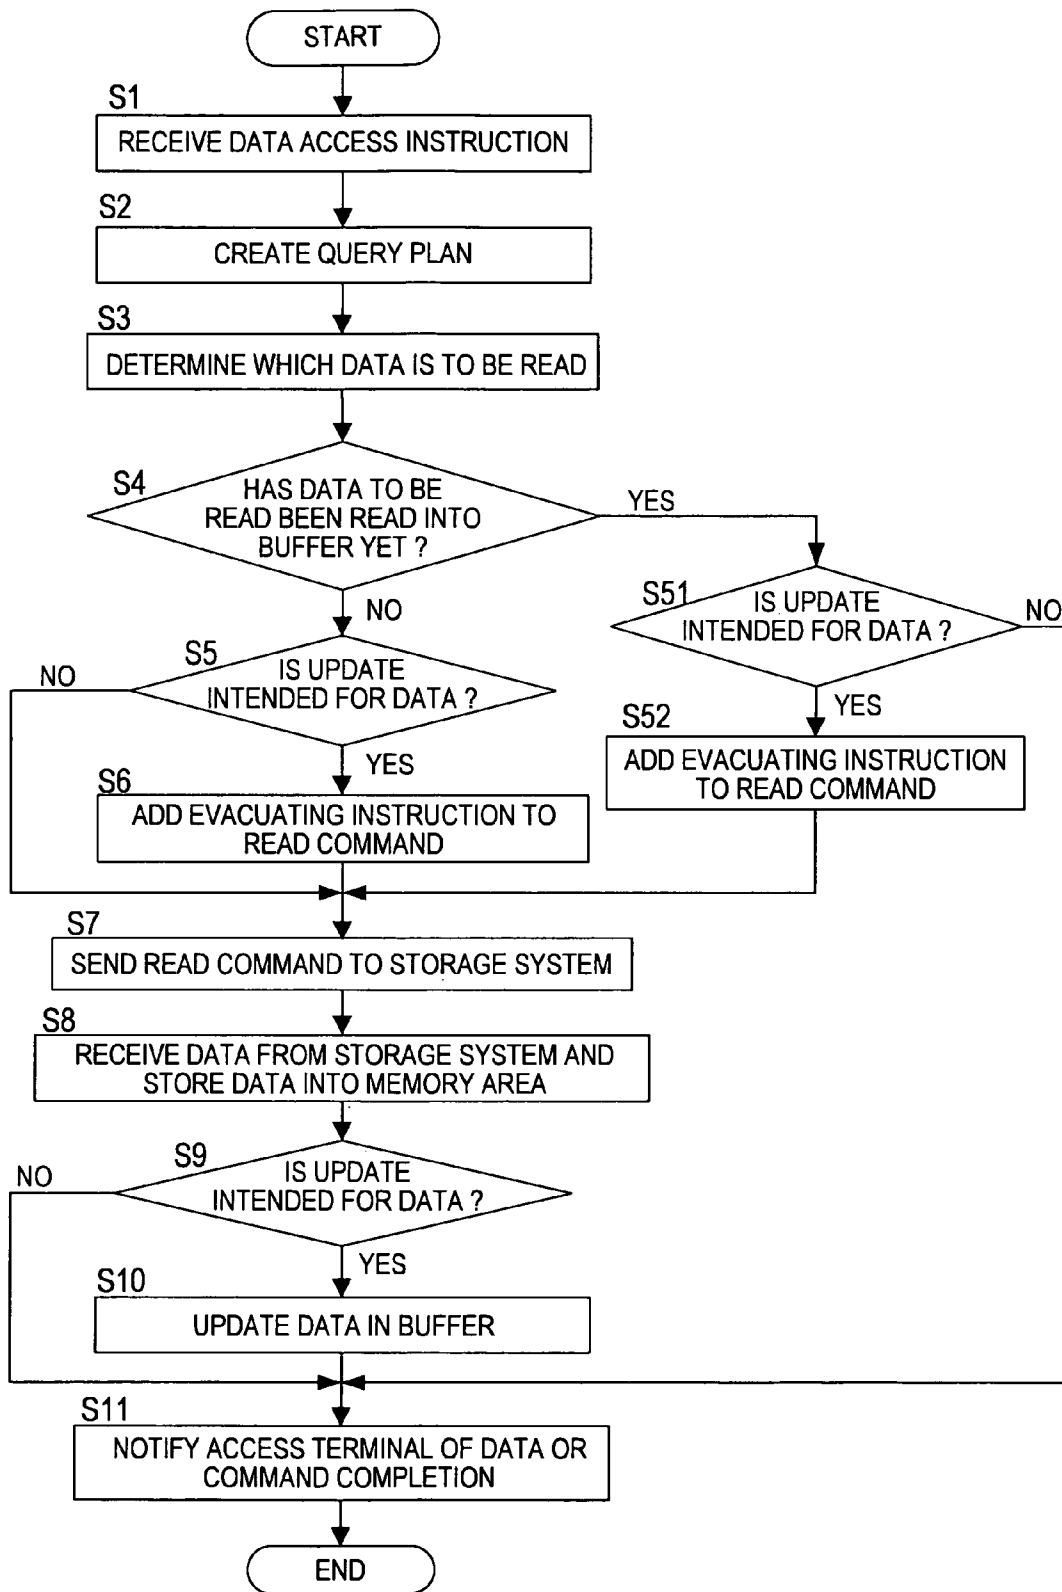 START
S1
RECEIVE DATA ACCESS INSTRUCTION
S2
CREATE QUERY PLAN
S3
DETERMINE WHICH DATA IS TO BE READ
S4
HAS DATA TO BE
READ BEEN READ INTO
BUFFER YET ?
YES
NO
S51
IS UPDATE
INTENDED FOR DATA ?
NO
YES
S5
IS UPDATE
INTENDED FOR DATA ?
NO
YES
S52
ADD EVACUATING INSTRUCTION
TO READ COMMAND
S6
ADD EVACUATING INSTRUCTION TO
READ COMMAND
S7
SEND READ COMMAND TO STORAGE SYSTEM
S8
RECEIVE DATA FROM STORAGE SYSTEM AND
STORE DATA INTO MEMORY AREA
S9
IS UPDATE
INTENDED FOR DATA ?
NO
YES
S10
UPDATE DATA IN BUFFER
S11
NOTIFY ACCESS TERMINAL OF DATA OR
COMMAND COMPLETION
END